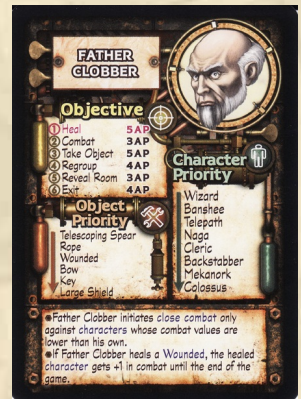 FATHER
CLOBBER
Objective
① Heal 5AP
② Combat 3AP
③ Take Object 5AP
④ Regroup 4AP
⑤ Reveal Room 3AP
⑥ Exit 4AP
Character
Priority
Wizard
Banshee
Telepath
Naga
Cleric
Backstabber
Mekanork
Colossus
Object
Priority
Telescoping Spear
Rope
Wounded
Bow
Key
Large Shield
•Father Clobber initiates close combat only
against characters whose combat values are
lower than his own.
•If Father Clobber heals a Wounded, the healed
character gets +1 in combat until the end of the
game.